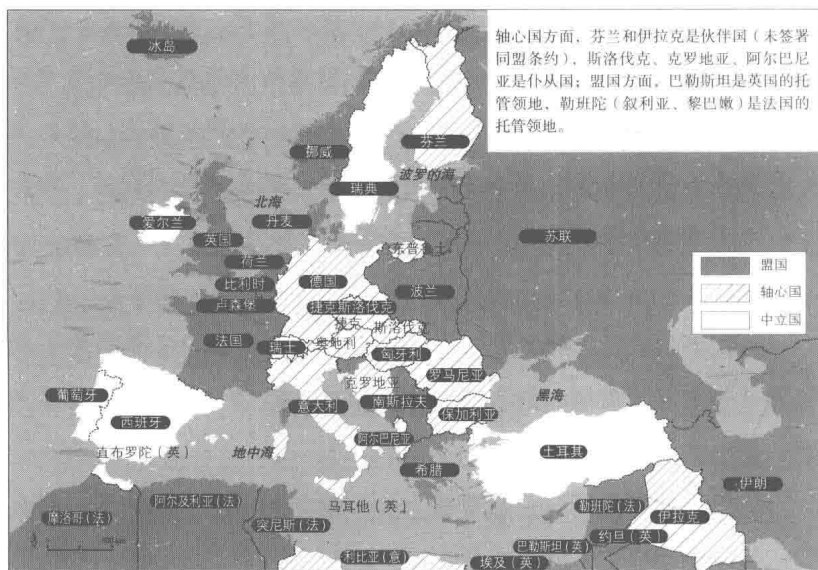 轴心国方面，芬兰和伊拉克是伙伴国（未签署
同盟条约），斯洛伐克、克罗地亚、阿尔巴尼
亚是仆从国；盟国方面，巴勒斯坦是英国的托
管领地，勒班陀（叙利亚、黎巴嫩）是法国的
托管领地。
冰岛
挪威
芬兰
瑞典
波罗的海
北海
丹麦
爱尔兰
英国
苏联
荷兰
德国
比利时
波兰
卢森堡
捷克斯洛伐克
捷克
斯洛伐克
法国
瑞士
奥地利
匈牙利
罗马尼亚
克罗地亚
黑海
葡萄牙
意大利
南斯拉夫
保加利亚
西班牙
阿尔巴尼亚
直布罗陀（英）
地中海
希腊
土耳其
伊朗
马耳他（英）
阿尔及利亚(法)
勒班陀(法)
摩洛哥(法)
突尼斯(法)
伊拉克
约旦(英)
巴勒斯坦(英)
利比亚(意)
埃及(英)
盟国
轴心国
中立国